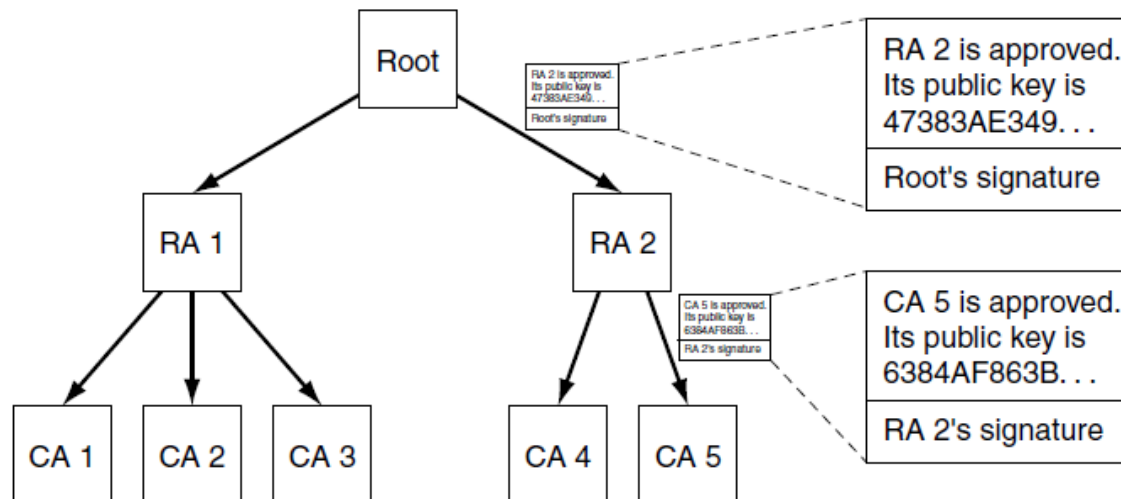 Root
RA 2 is approved.
Its public key is
47383AE349. . .
Root's signature
RA 2 is approved.
Its public key is
47383AE349. . .
Root's signature
RA 1
RA 2
CA 5 is approved.
Its public key is
6384AF863B. . .
RA 2's signature
CA 5 is approved.
Its public key is
6384AF863B. . .
RA 2's signature
CA 1
CA 2
CA 3
CA 4
CA 5